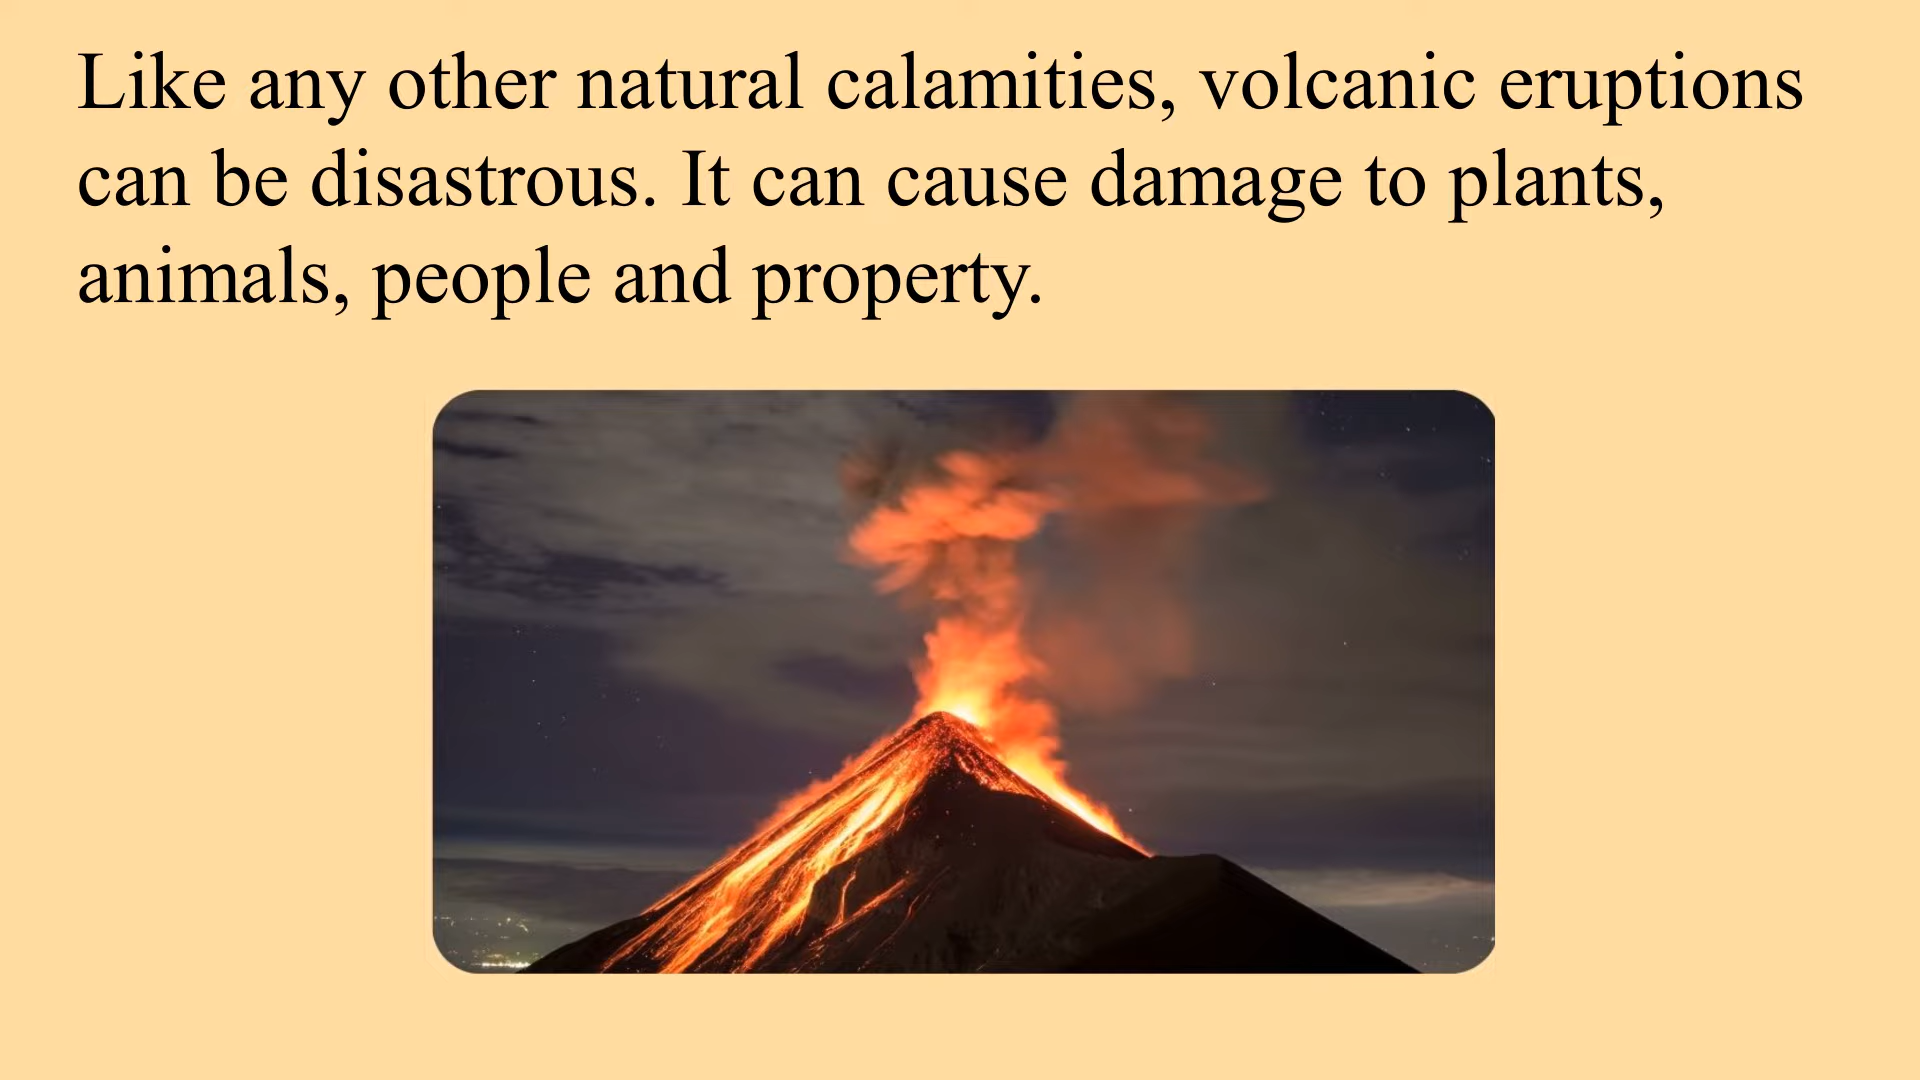 Like any other natural calamities, volcanic eruptions
can be disastrous. It can cause damage to plants,
animals, people and property.